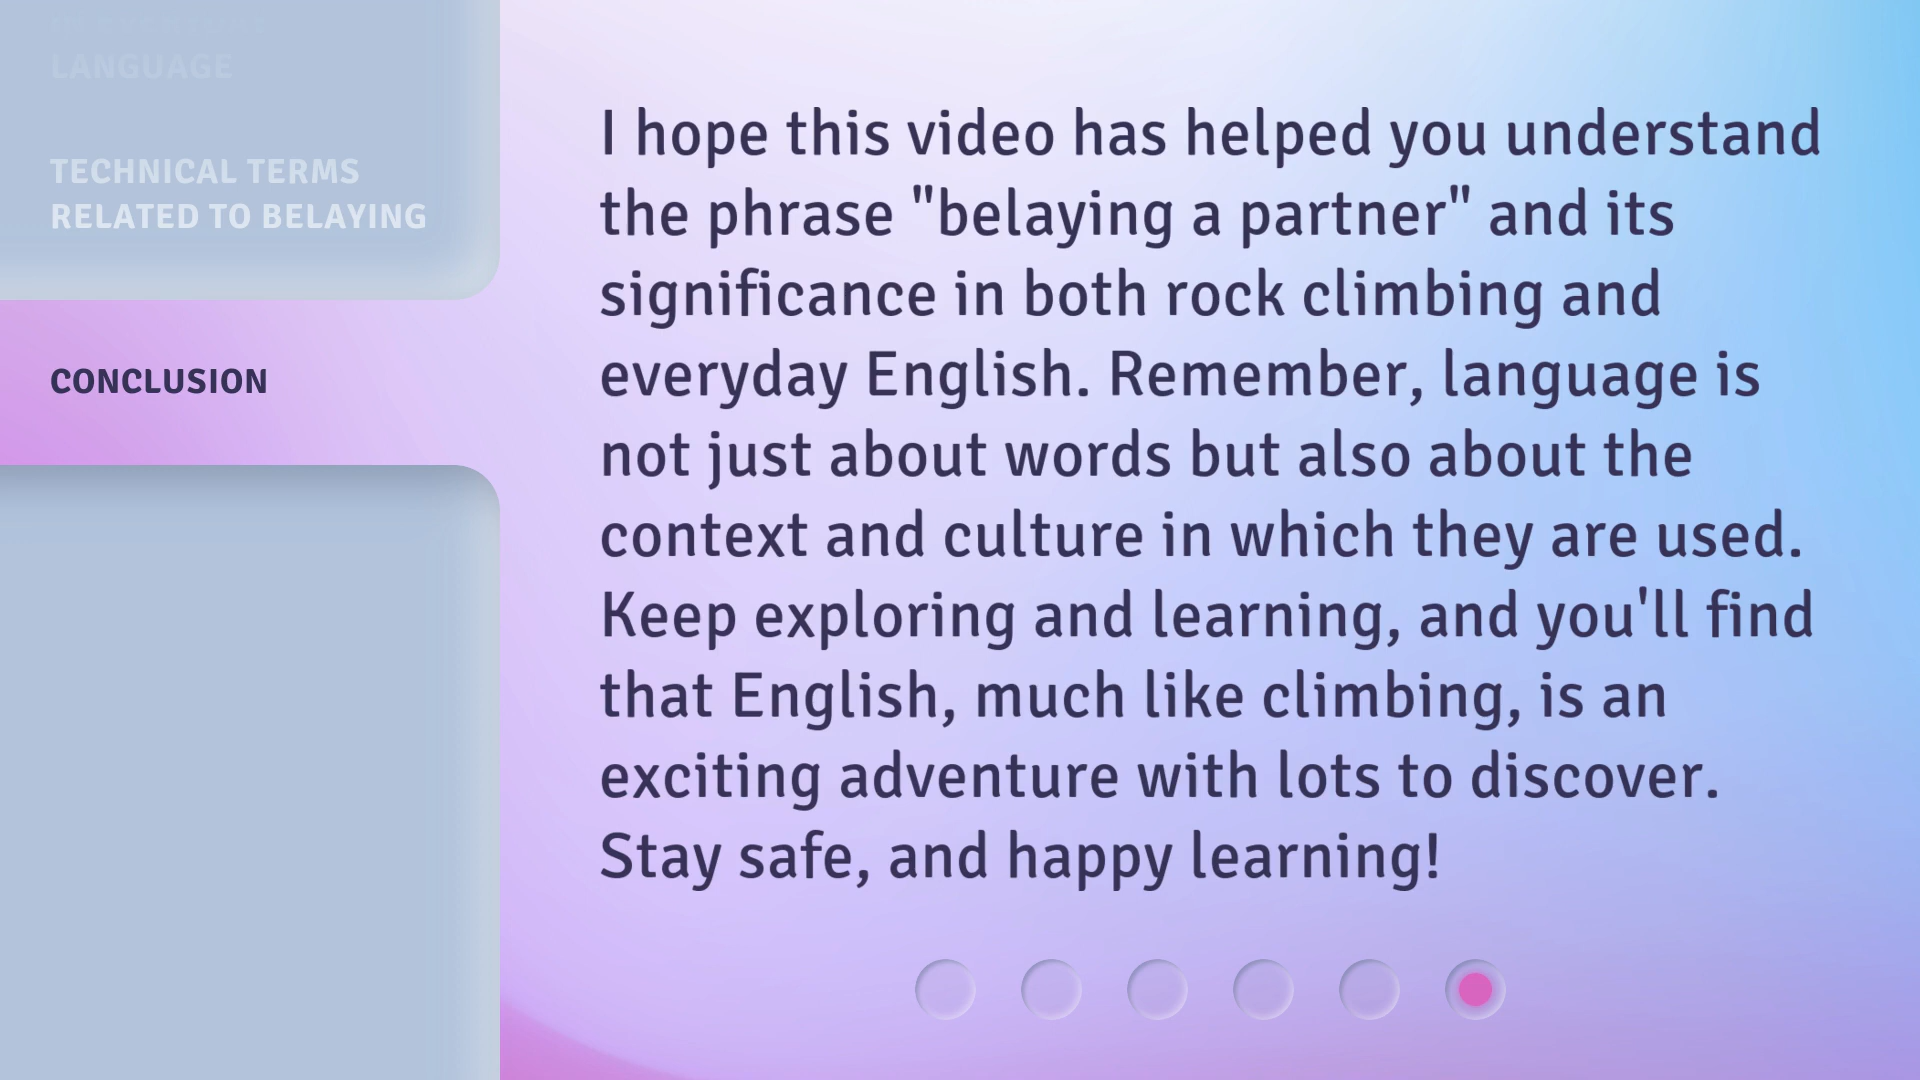 LANGUAGE
TECHNICAL TERMS
RELATED TO BELAYING
CONCLUSION
I hope this video has helped you understand
the phrase "belaying a partner" and its
significance in both rock climbing and
everyday English. Remember, language is
not just about words but also about the
context and culture in which they are used.
Keep exploring and learning, and you'll find
that English, much like climbing, is an
exciting adventure with lots to discover.
Stay safe, and happy learning!